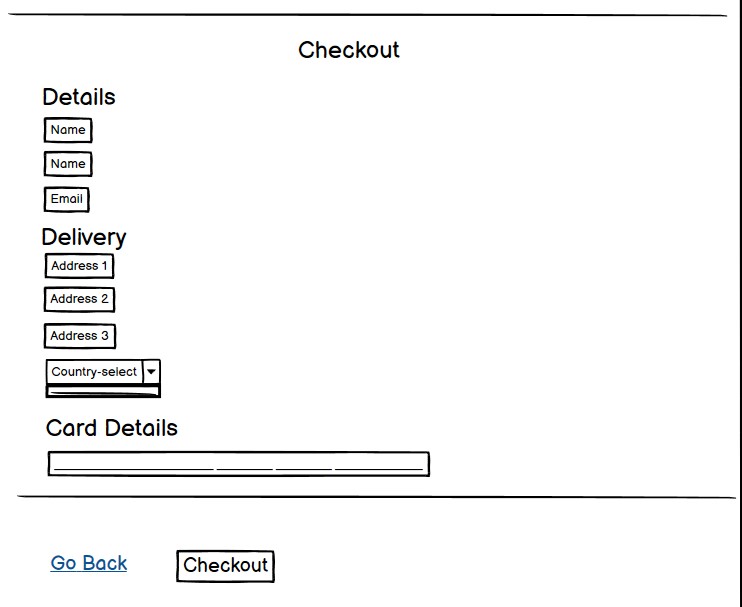 Checkout
Details
Name
Name
Email
Delivery
Address 1
Address 2
Address 3
Country-select
Card Details
Go Back
Checkout